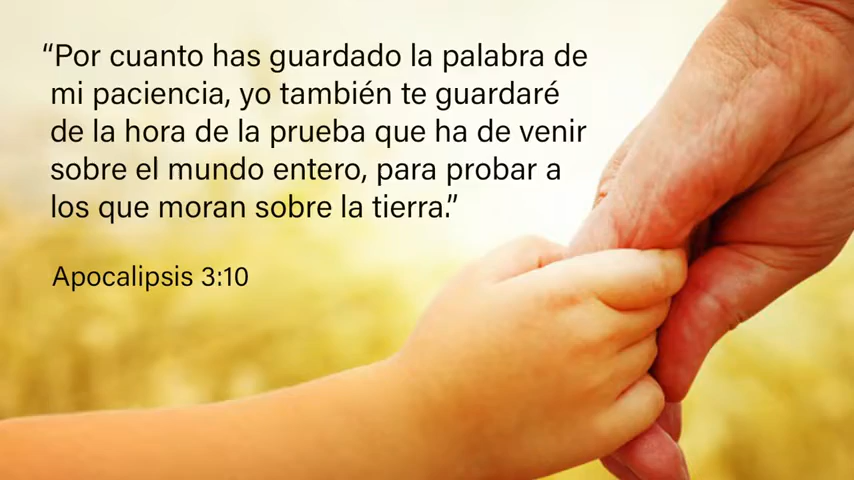 “Por cuanto has guardado la palabra de
mi paciencia, yo también te guardaré
de la hora de la prueba que ha de venir
sobre el mundo entero, para probar a
los que moran sobre la tierra.”
Apocalipsis 3:10